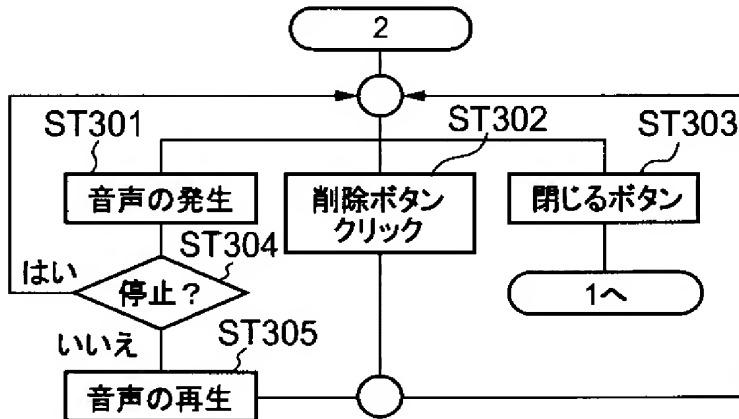 2
ST301
ST302
ST303
音声の発生
削除ボタン
クリック
閉じるボタン
ST304
はい
停止？
1へ
いいえ
ST305
音声の再生